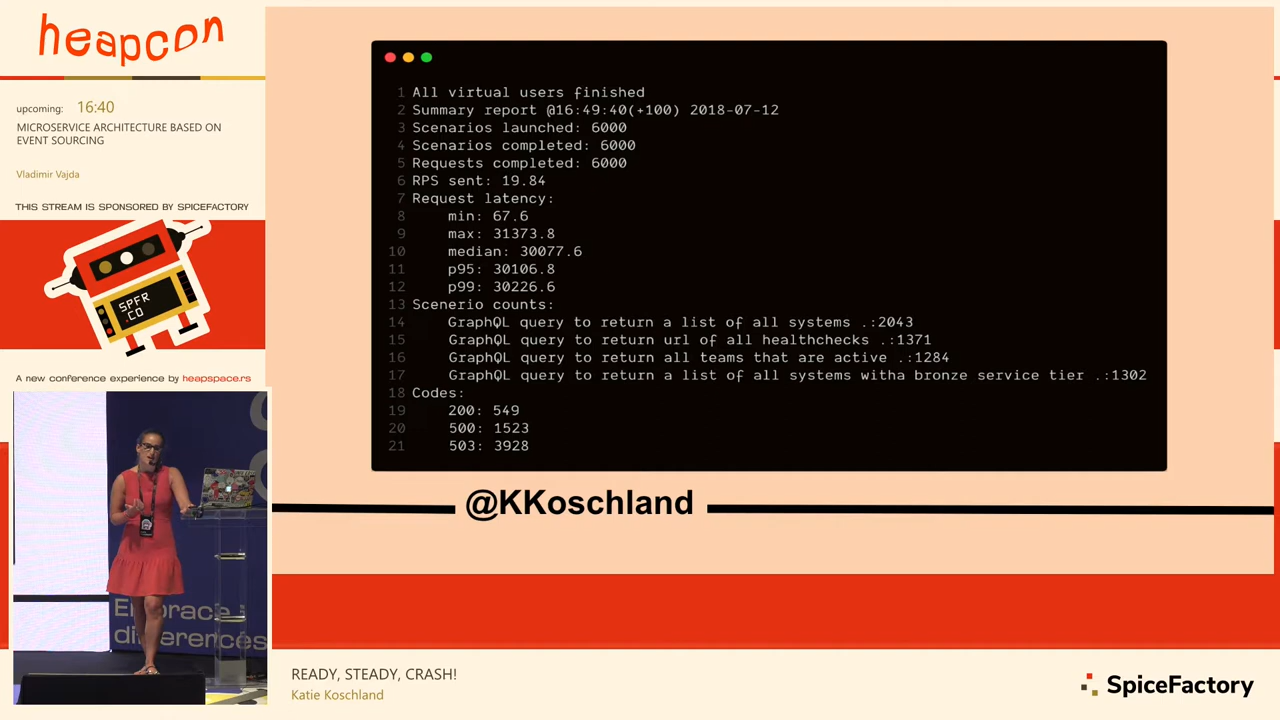 heapcon
upcoming: 16:40
MICROSERVICE ARCHITECTURE BASED ON
EVENT SOURCING
Vladimir Vajda
THIS STREAM IS SPONSORED BY SPICEFACTORY
SPFR
.CO
A new conference experience by heapspace.rs
1 All virtual users finished
2 Summary report @16:49:40(+100) 2018-07-12
3 Scenarios launched: 6000
4 Scenarios completed: 6000
5 Requests completed: 6000
6 RPS sent: 19.84
7 Request latency:
8 min: 67.6
9 max: 31373.8
10 median: 30077.6
11 p95: 30106.8
12 p99: 30226.6
13 Scenerio counts:
14 GraphQL query to return a list of all systems .:2043
15 GraphQL query to return url of all healthchecks .:1371
16 GraphQL query to return all teams that are active .:1284
17 GraphQL query to return a list of all systems witha bronze service tier .:1302
18 Codes:
19 200: 549
20 500: 1523
21 503: 3928
@KKoschland
Embrace
differences
READY, STEADY, CRASH!
Katie Koschland
SpiceFactory